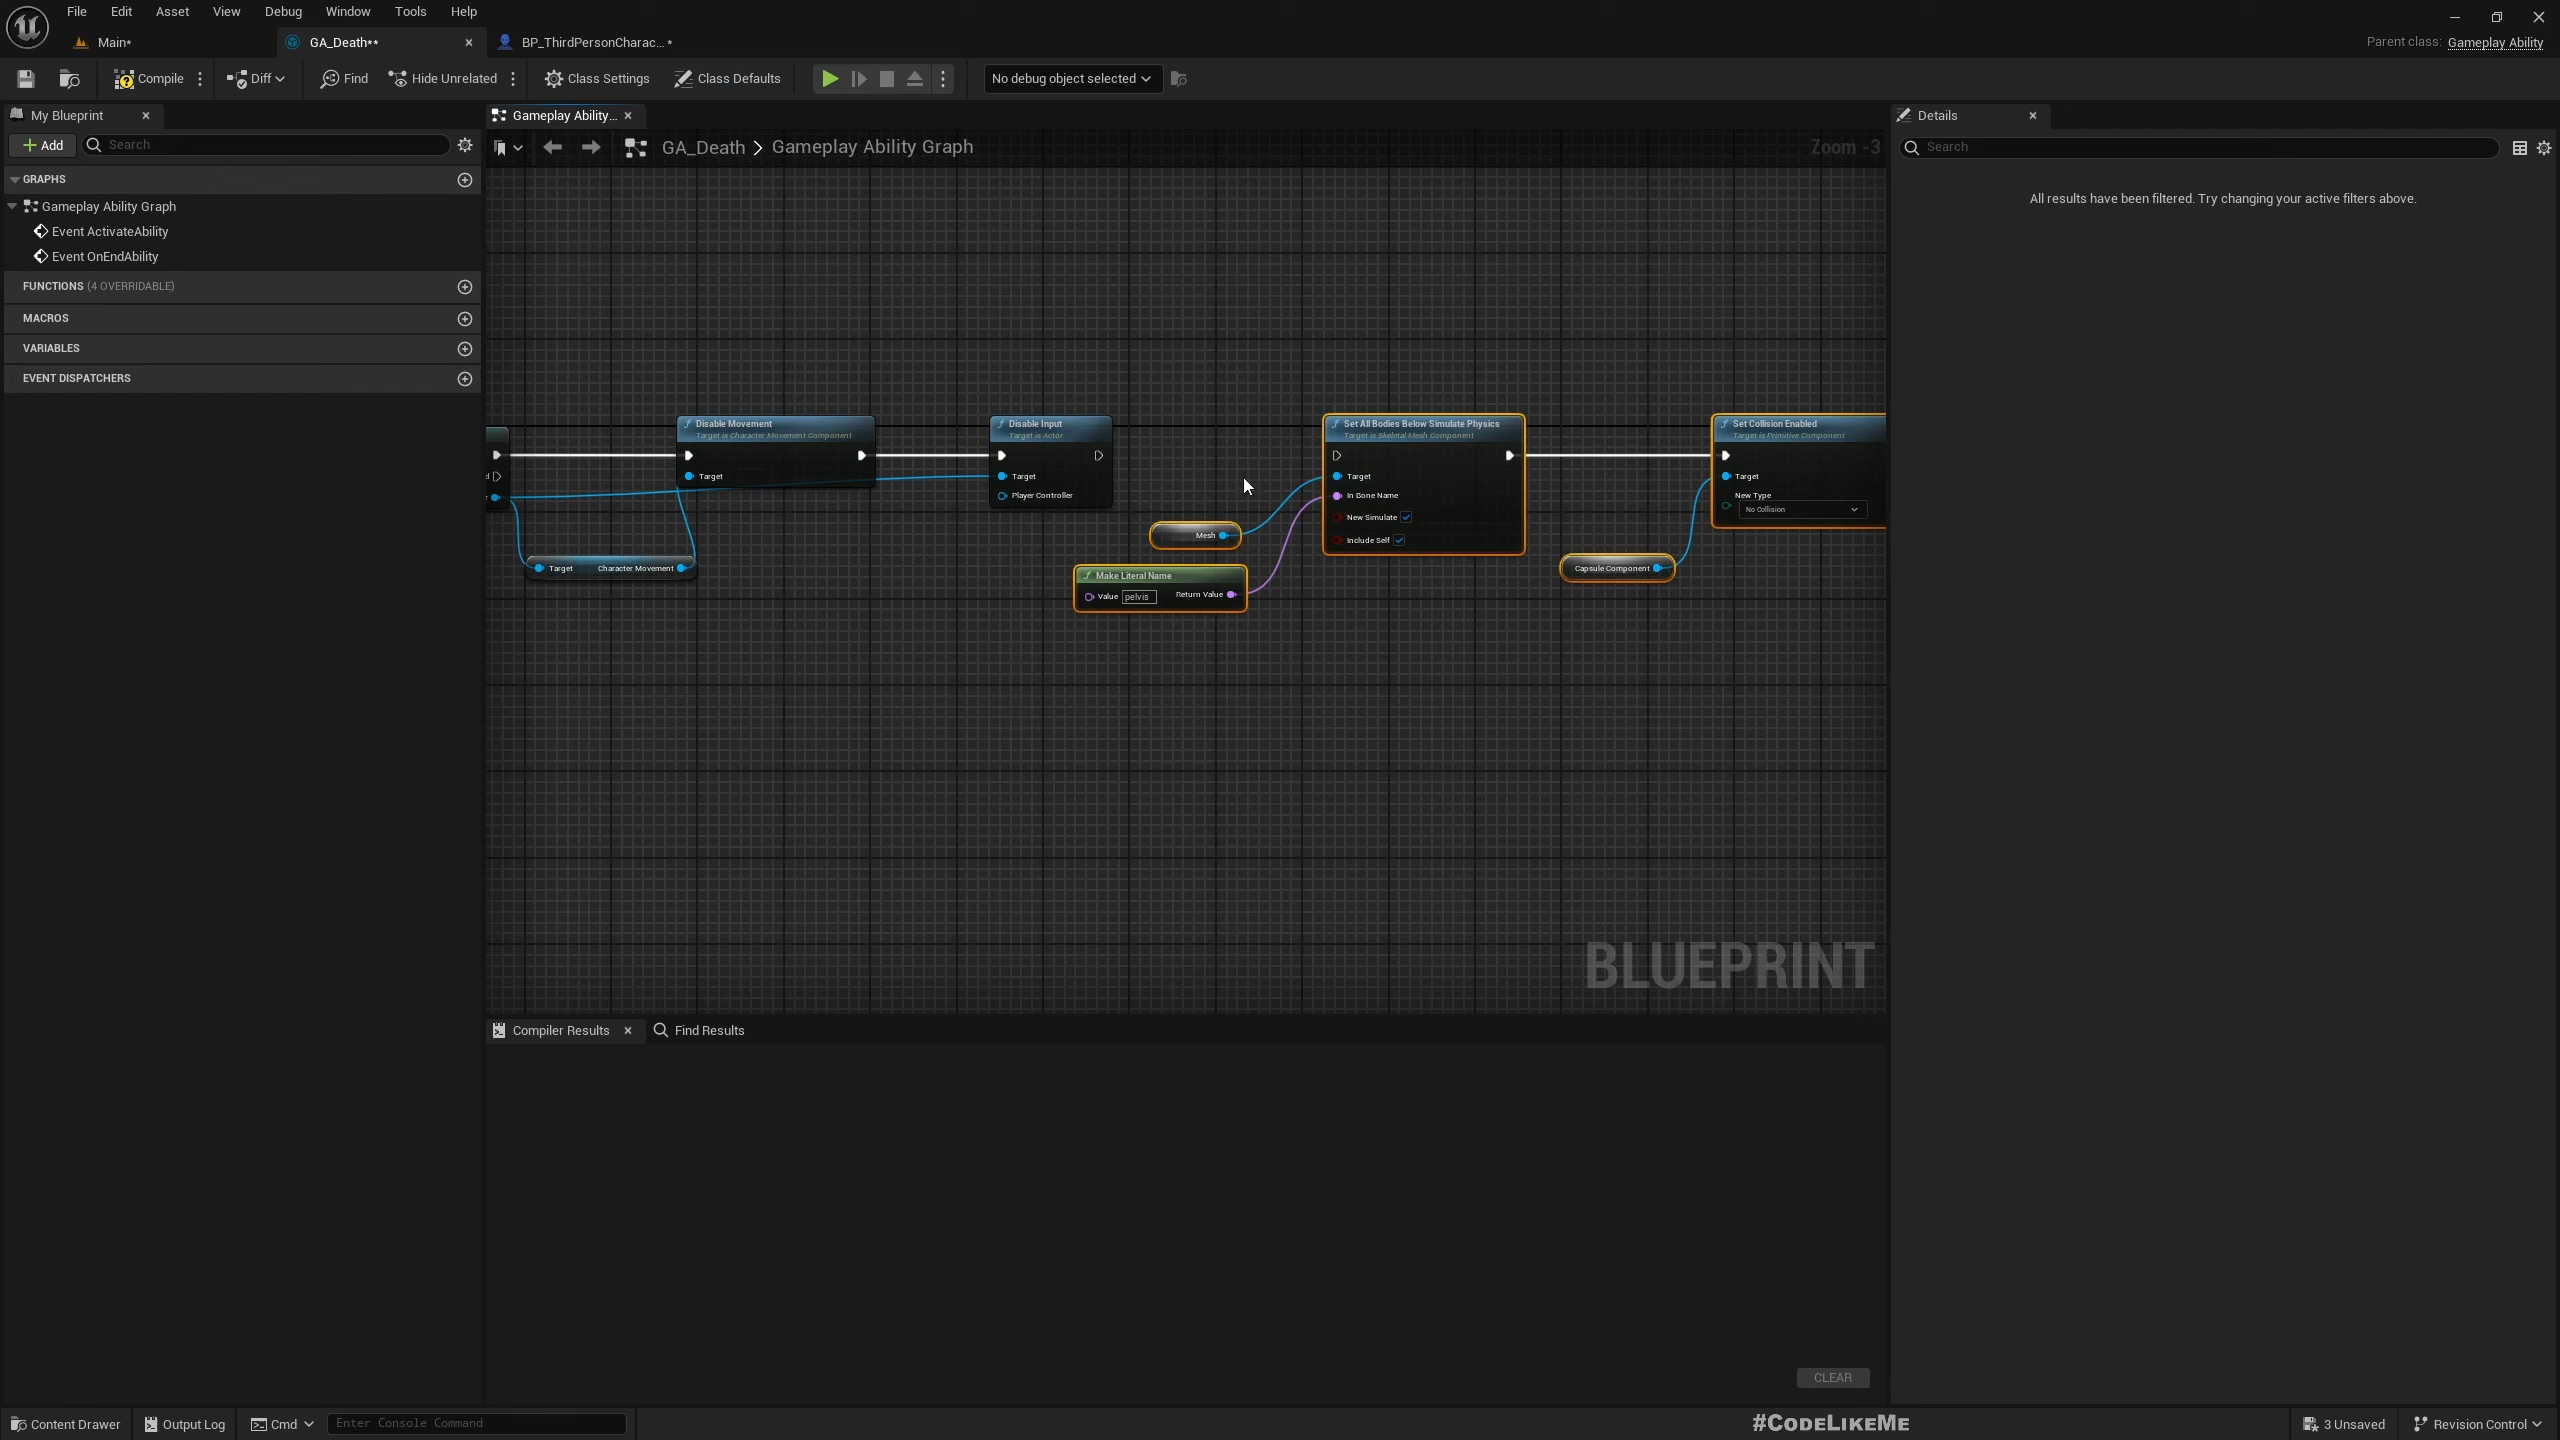 File Edit Asset View Debug Window Tools Help
Main* GA_Death** BP_ThirdPersonCharac... *
Parent class: Gameplay Ability
Compile Diff Find Hide Unrelated Class Settings Class Defaults No debug object selected
My Blueprint
Gameplay Ability...
Details
Add Search
GA_Death > Gameplay Ability Graph
Zoom -3
Search
All results have been filtered. Try changing your active filters above.
GRAPHS
Gameplay Ability Graph
Event ActivateAbility
Event OnEndAbility
FUNCTIONS (4 OVERRIDABLE)
MACROS
VARIABLES
EVENT DISPATCHERS
Disable Movement
Target is Character Movement Component
Target
Disable Input
Target is Actor
Target
Player Controller
Set All Bodies Below Simulate Physics
Target is Skeletal Mesh Component
Target
In Bone Name
New Simulate
Include Self
Set Collision Enabled
Target is Primitive Component
Target
New Type
No Collision
Mesh
Target Character Movement
Make Literal Name
Value pelvis Return Value
Capsule Component
BLUEPRINT
Compiler Results Find Results
CLEAR
Content Drawer Output Log Cmd Enter Console Command
#CODELIKEME
3 Unsaved Revision Control